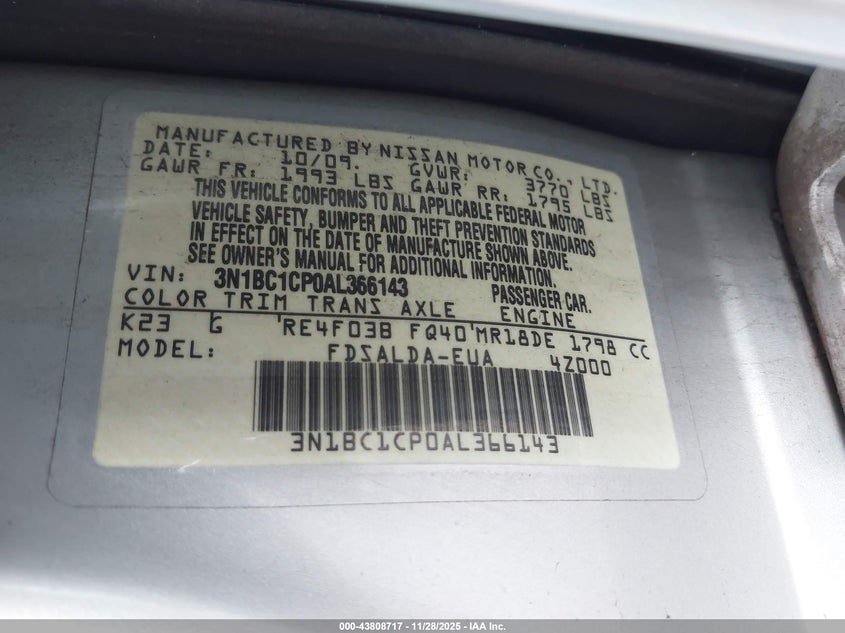 MANUFACTURED BY NISSAN MOTOR CO., LTD.
DATE: 10/09. GVWR: 3770 LBS
GAWR FR: 1993 LBS GAWR RR: 1795 LBS
THIS VEHICLE CONFORMS TO ALL APPLICABLE FEDERAL MOTOR
VEHICLE SAFETY, BUMPER AND THEFT PREVENTION STANDARDS
IN EFFECT ON THE DATE OF MANUFACTURE SHOWN ABOVE.
SEE OWNER'S MANUAL FOR ADDITIONAL INFORMATION.
VIN: 3N1BC1CP0AL366143 PASSENGER CAR.
COLOR TRIM TRANS AXLE ENGINE
K23 G RE4F03B FQ40 MR18DE 1798 CC
MODEL: FDSALDA-EUA 4Z000
3N1BC1CP0AL366143
000-43808717 - 11/28/2025 - IAA Inc.